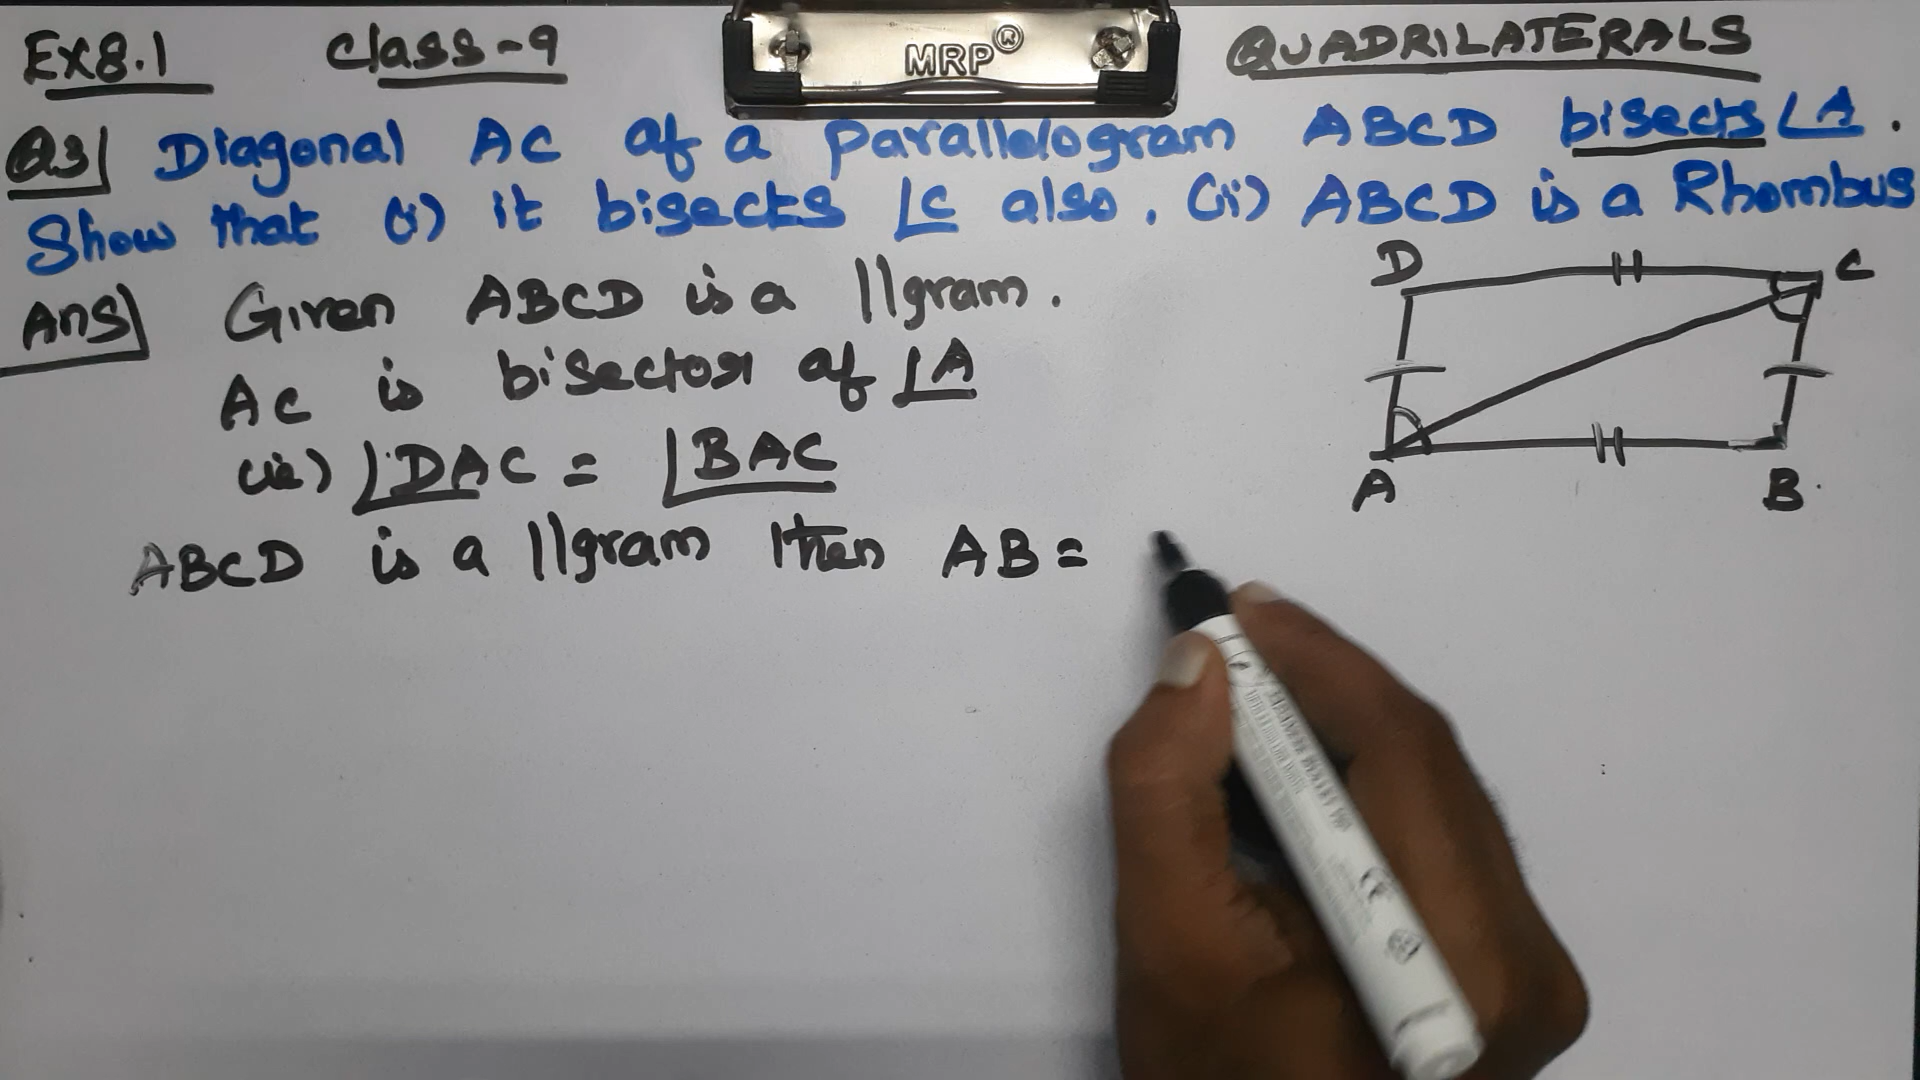 Ex8.1 Class-9 MRP® QUADRILATERALS
Q3) Diagonal AC of a parallelogram ABCD bisects ∠A.
Show that (i) it bisects ∠C also. (ii) ABCD is a Rhombus
Ans) Given ABCD is a ||gram.
AC is bisector of ∠A
(ie) ∠DAC = ∠BAC
ABCD is a ||gram then AB =
D C
A B
CE